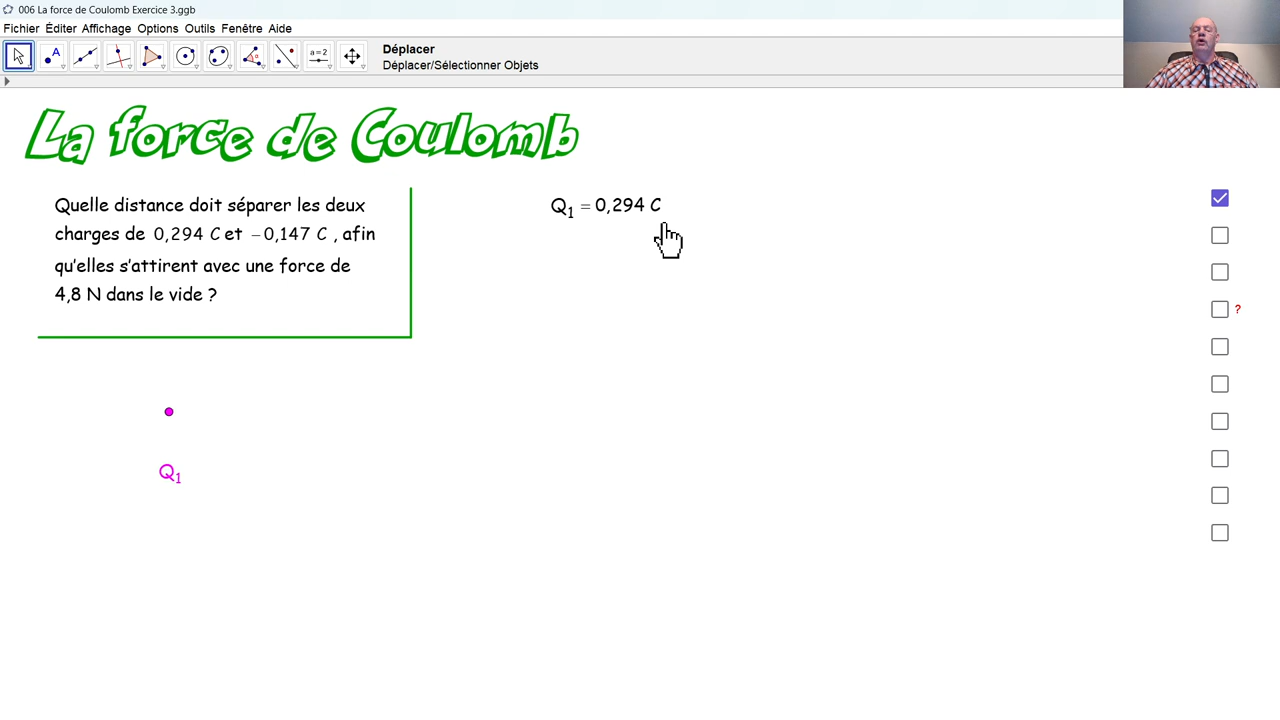 006 La force de Coulomb Exercice 3.ggb
Fichier Éditer Affichage Options Outils Fenêtre Aide
A
a=2
Déplacer
Déplacer/Sélectionner Objets
La force de Coulomb
Quelle distance doit séparer les deux
charges de 0,294 C et −0,147 C , afin
qu’elles s’attirent avec une force de
4,8 N dans le vide ?
Q₁ = 0,294 C
?
Q₁